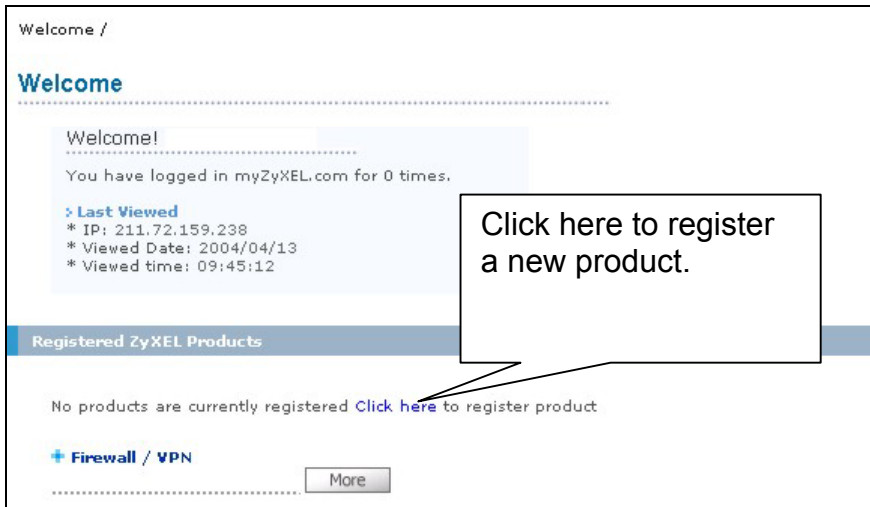 Welcome /
Welcome
Welcome!
You have logged in myZyXEL.com for 0 times.
Last Viewed
* IP: 211.72.159.238
* Viewed Date: 2004/04/13
* Viewed time: 09:45:12
Click here to register
a new product.
Registered ZyXEL Products
No products are currently registered Click here to register product
Firewall / VPN
More